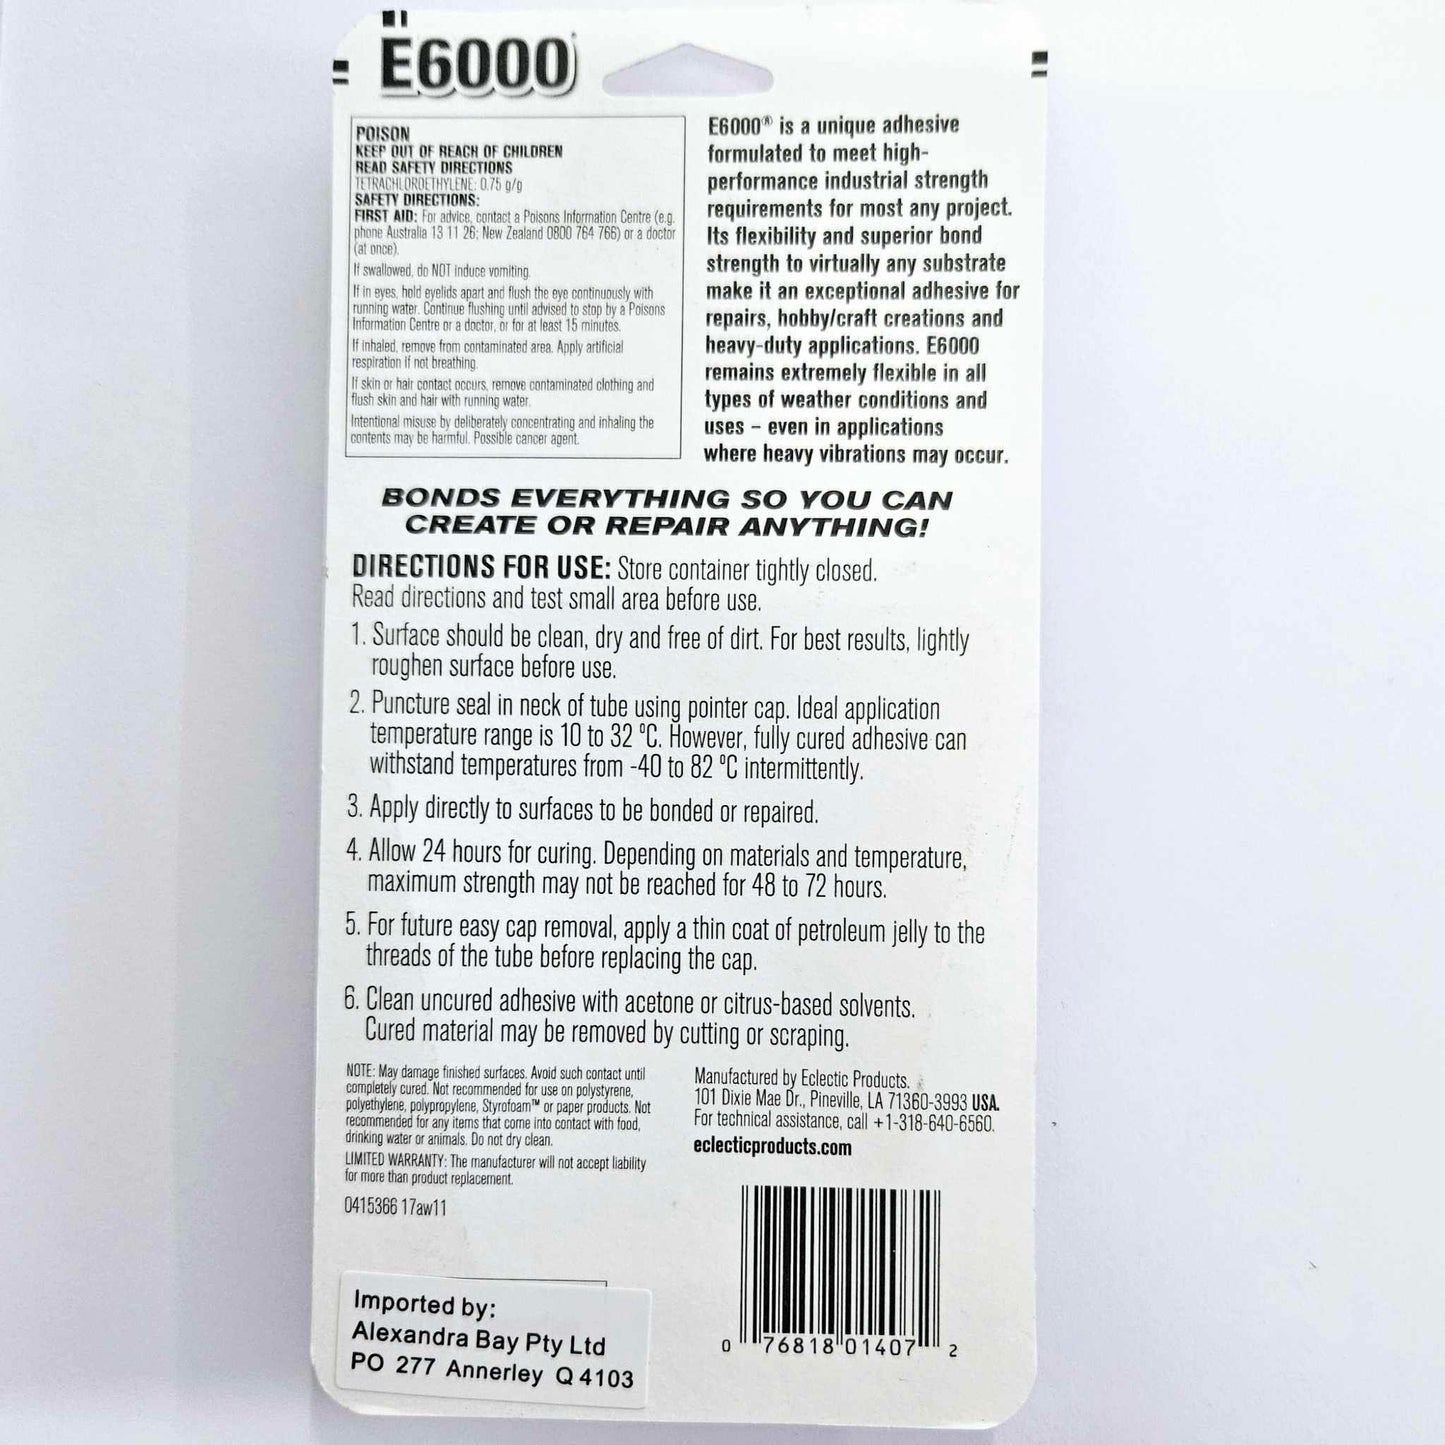 E6000
POISON
KEEP OUT OF REACH OF CHILDREN
READ SAFETY DIRECTIONS
TETRACHLOROETHYLENE: 0.75 g/g
SAFETY DIRECTIONS:
FIRST AID: For advice, contact a Poisons Information Centre (e.g.
phone Australia 13 11 26; New Zealand 0800 764 766) or a doctor
(at once).
If swallowed, do NOT induce vomiting.
If in eyes, hold eyelids apart and flush the eye continuously with
running water. Continue flushing until advised to stop by a Poisons
Information Centre or a doctor, or for at least 15 minutes.
If inhaled, remove from contaminated area. Apply artificial
respiration if not breathing.
If skin or hair contact occurs, remove contaminated clothing and
flush skin and hair with running water.
Intentional misuse by deliberately concentrating and inhaling the
contents may be harmful. Possible cancer agent.
E6000® is a unique adhesive
formulated to meet high-
performance industrial strength
requirements for most any project.
Its flexibility and superior bond
strength to virtually any substrate
make it an exceptional adhesive for
repairs, hobby/craft creations and
heavy-duty applications. E6000
remains extremely flexible in all
types of weather conditions and
uses – even in applications
where heavy vibrations may occur.
BONDS EVERYTHING SO YOU CAN
CREATE OR REPAIR ANYTHING!
DIRECTIONS FOR USE: Store container tightly closed.
Read directions and test small area before use.
1. Surface should be clean, dry and free of dirt. For best results, lightly
roughen surface before use.
2. Puncture seal in neck of tube using pointer cap. Ideal application
temperature range is 10 to 32 ºC. However, fully cured adhesive can
withstand temperatures from -40 to 82 ºC intermittently.
3. Apply directly to surfaces to be bonded or repaired.
4. Allow 24 hours for curing. Depending on materials and temperature,
maximum strength may not be reached for 48 to 72 hours.
5. For future easy cap removal, apply a thin coat of petroleum jelly to the
threads of the tube before replacing the cap.
6. Clean uncured adhesive with acetone or citrus-based solvents.
Cured material may be removed by cutting or scraping.
NOTE: May damage finished surfaces. Avoid such contact until
completely cured. Not recommended for use on polystyrene,
polyethylene, polypropylene, Styrofoam™ or paper products. Not
recommended for any items that come into contact with food,
drinking water or animals. Do not dry clean.
LIMITED WARRANTY: The manufacturer will not accept liability
for more than product replacement.
0415366 17aw11
Manufactured by Eclectic Products.
101 Dixie Mae Dr., Pineville, LA 71360-3993 USA.
For technical assistance, call +1-318-640-6560.
eclecticproducts.com
Imported by:
Alexandra Bay Pty Ltd
PO 277 Annerley Q 4103
0 76818 01407 2